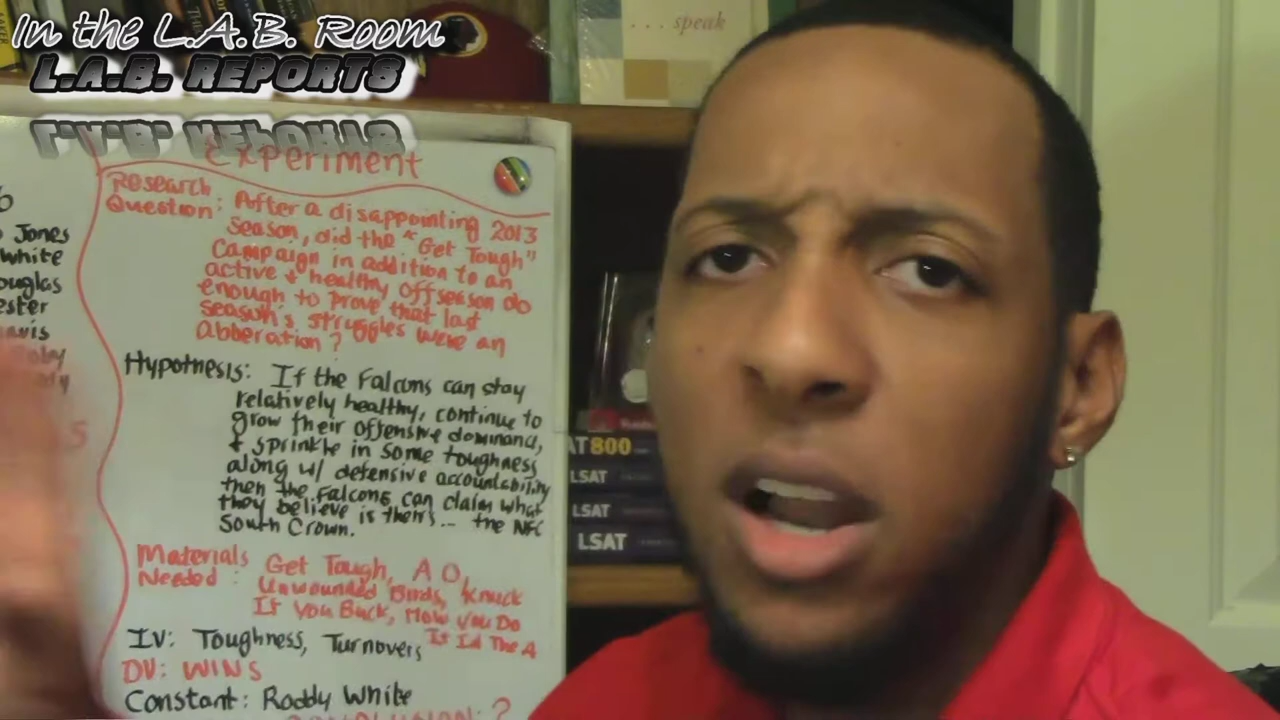 In the L.A.B. Room
L.A.B. REPORTS
... speak
Experiment
Research
Question: After a disappointing 2013
Season, did the "Get Tough"
Campaign in addition to an
active + healthy offseason do
enough to prove that last
season's struggles were an
abberation?
Jones
White
ouglas
ester
avis
Hypothesis: If the Falcons can stay
relatively healthy, continue to
grow their offensive dominance,
+ sprinkle in some toughness
along w/ defensive accountability
then the Falcons can claim what
they believe is theirs... the NFC
South Crown.
Materials
Needed: Get Tough, A O,
Unwounded Birds, Knuck
If You Buck, How You Do
It In The A
IV: Toughness, Turnovers
DV: WINS
Constant: Roddy White
?
AT800
LSAT
LSAT
LSAT